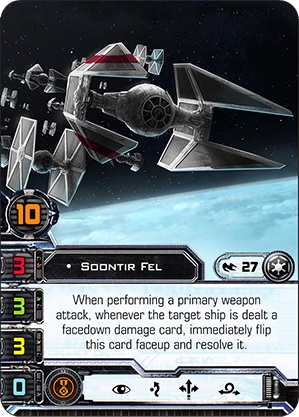 10
3
• Soontir Fel
27
When performing a primary weapon
attack, whenever the target ship is dealt a
facedown damage card, immediately flip
this card faceup and resolve it.
3
3
0